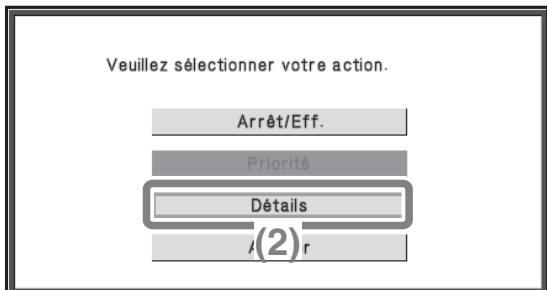 Veuillez sélectionner votre action.
Arrêt/Eff.
Priorité
Détails
(2)